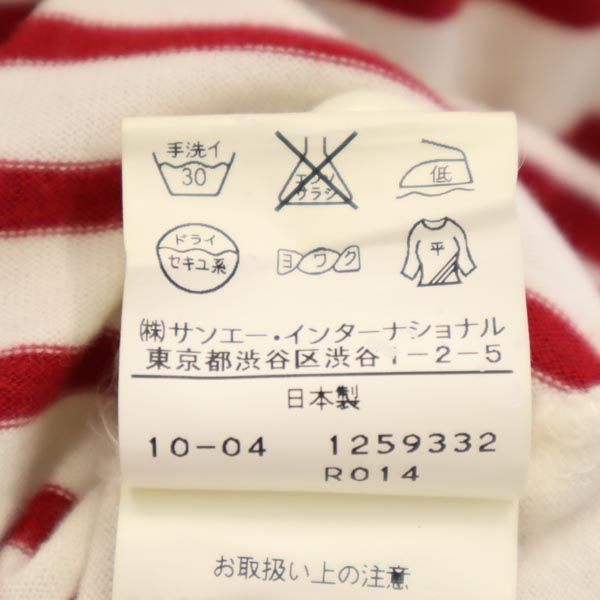 手洗イ
30
エンソ
サラシ
低
ドライ
セキユ系
ヨワク
平
㈱サンエー・インターナショナル
東京都渋谷区渋谷1-2-5
日本製
10-04 1259332
R014
お取扱い上の注意